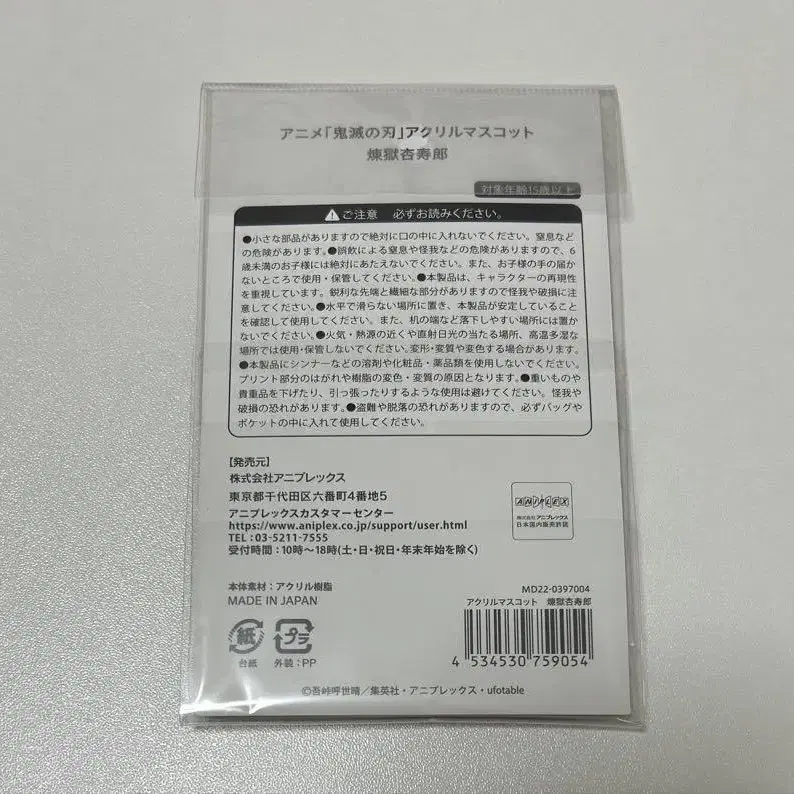 アニメ「鬼滅の刃」アクリルマスコット
煉獄杏寿郎
対象年齢15歳以上
ご注意 必ずお読みください。
●小さな部品がありますので絶対に口の中に入れないでください。窒息など
の危険があります。●誤飲による窒息や怪我などの危険がありますので、6
歳未満のお子様には絶対にあたえないでください。また、お子様の手の届か
ないところで使用・保管してください。●本製品は、キャラクターの再現性
を重視しています。鋭利な先端と繊細な部分がありますので怪我や破損に注
意してください。●水平で滑らない場所に置き、本製品が安定していること
を確認して使用してください。また、机の端など落下しやすい場所には置か
ないでください。●火気・熱源の近くや直射日光の当たる場所、高温多湿な
場所では使用・保管しないでください。変形・変質や変色する場合があります。
●本製品にシンナーなどの溶剤や化粧品・薬品類を使用しないでください。
プリント部分のはがれや樹脂の変色・変質の原因となります。●重いものや
貴重品を下げたり、引っ張ったりするような使用は避けてください。怪我や
破損の恐れがあります。●盗難や脱落の恐れがありますので、必ずバッグや
ポケットの中に入れて使用してください。
【発売元】
株式会社アニプレックス
東京都千代田区六番町4番地5
アニプレックスカスタマーセンター
https://www.aniplex.co.jp/support/user.html
TEL:03-5211-7555
受付時間:10時〜18時(土・日・祝日・年末年始を除く)
ANIPLEX
株式会社 アニプレックス
日本国内販売許諾
本体素材:アクリル樹脂
MADE IN JAPAN
紙
台紙
プラ
外装:PP
MD22-0397004
アクリルマスコット 煉獄杏寿郎
4 534530 759054
©吾峠呼世晴／集英社・アニプレックス・ufotable